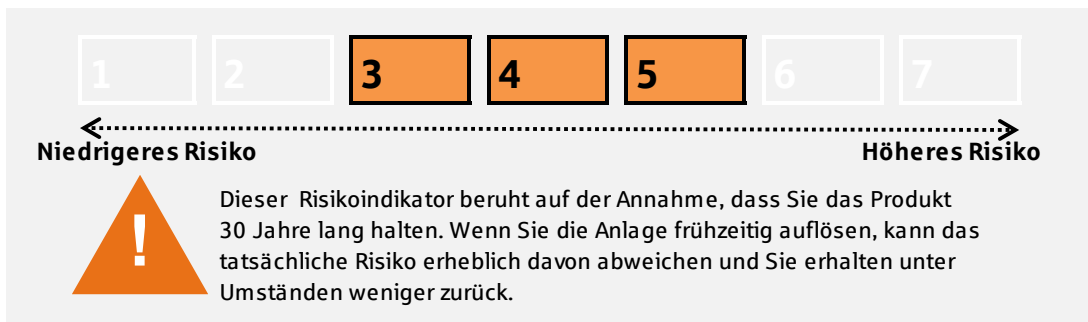 1 2 3 4 5 6 7
Niedrigeres Risiko Höheres Risiko
!
Dieser Risikoindikator beruht auf der Annahme, dass Sie das Produkt
30 Jahre lang halten. Wenn Sie die Anlage frühzeitig auflösen, kann das
tatsächliche Risiko erheblich davon abweichen und Sie erhalten unter
Umständen weniger zurück.